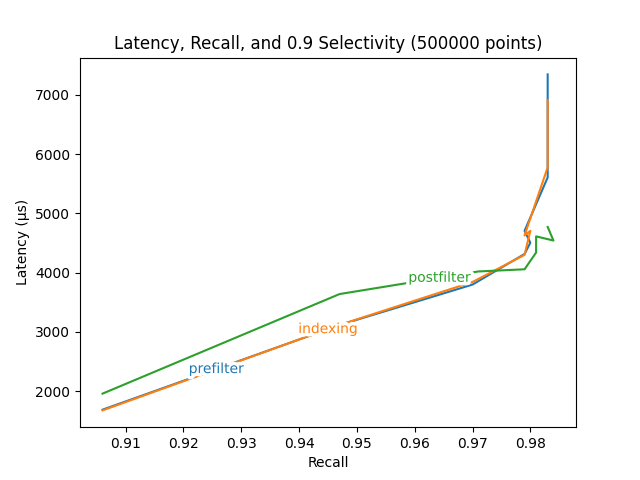 Latency, Recall, and 0.9 Selectivity (500000 points)
7000
6000
5000
4000
3000
2000
Latency (μs)
postfilter
indexing
prefilter
0.91 0.92 0.93 0.94 0.95 0.96 0.97 0.98
Recall